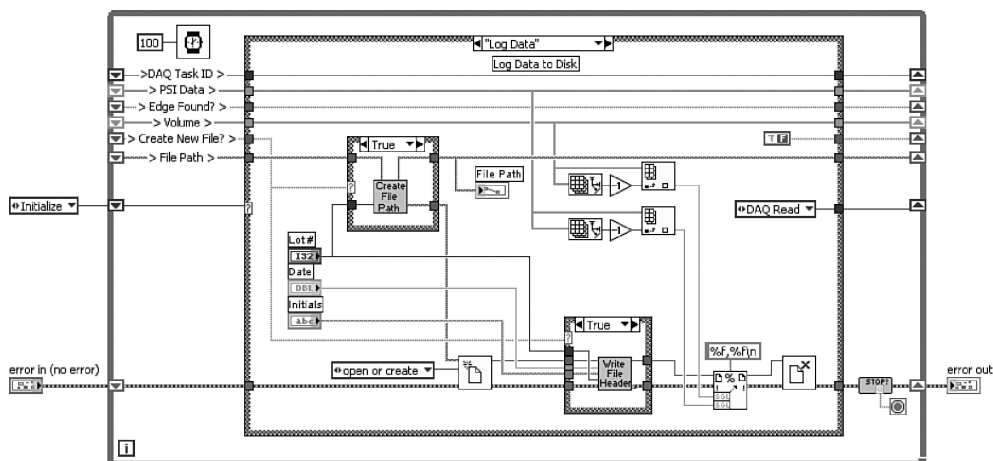 100
"Log Data"
Log Data to Disk
>DAQ Task ID >
> PSI Data >
> Edge Found? >
> Volume >
> Create New File? >
> File Path >
True
Create
File
Path
File Path
T F
-1
-1
Initialize
?
?
DAQ Read
Lot#
I32
Date
DBL
Initials
abc
True
?
Write
File
Header
%f,%f\n
open or create
%
SGL
SGL
error in (no error)
STOP?
error out
i